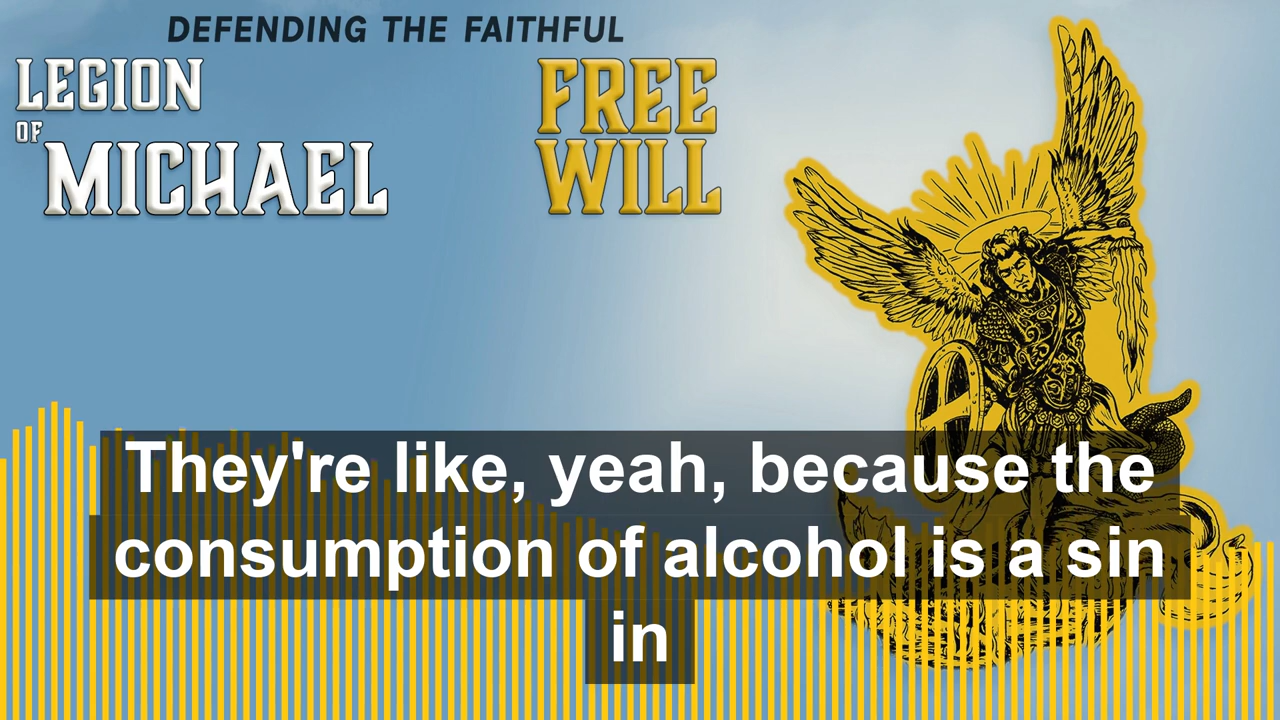 DEFENDING THE FAITHFUL
LEGION
OF
MICHAEL
FREE
WILL
They're like, yeah, because the
consumption of alcohol is a sin
in